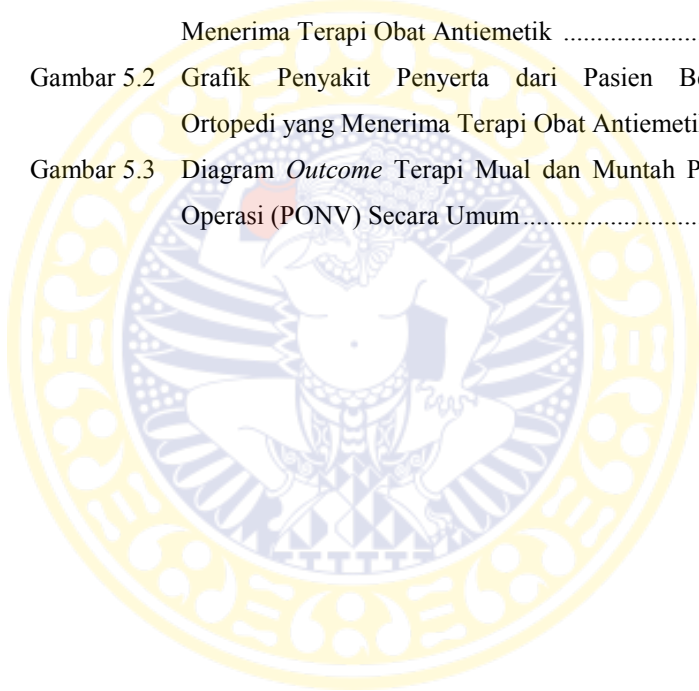 Menerima Terapi Obat Antiemetik ....................
Gambar 5.2 Grafik Penyakit Penyerta dari Pasien
Ortopedi yang Menerima Terapi Obat
Gambar 5.3 Diagram Outcome Terapi Mual dan Muntah
Operasi (PONV) Secara Umum ..........................